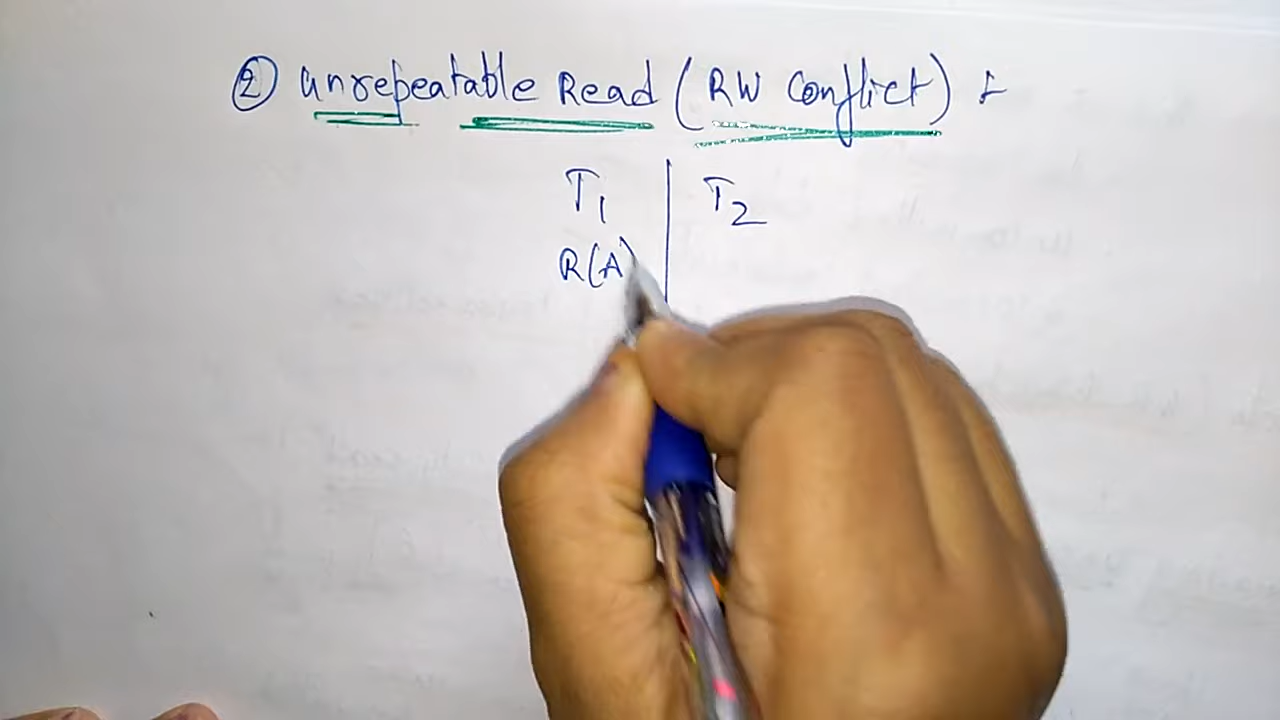 ② Unrepeatable Read (RW Conflict) :-
T1 | T2
R(A)